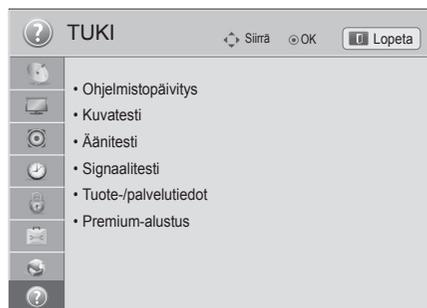 TUKI
Siirrä
OK
Lopeta
• Ohjelmistopäivitys
• Kuvatesti
• Äänitesti
• Signaalitesti
• Tuote-/palvelutiedot
• Premium-alustus